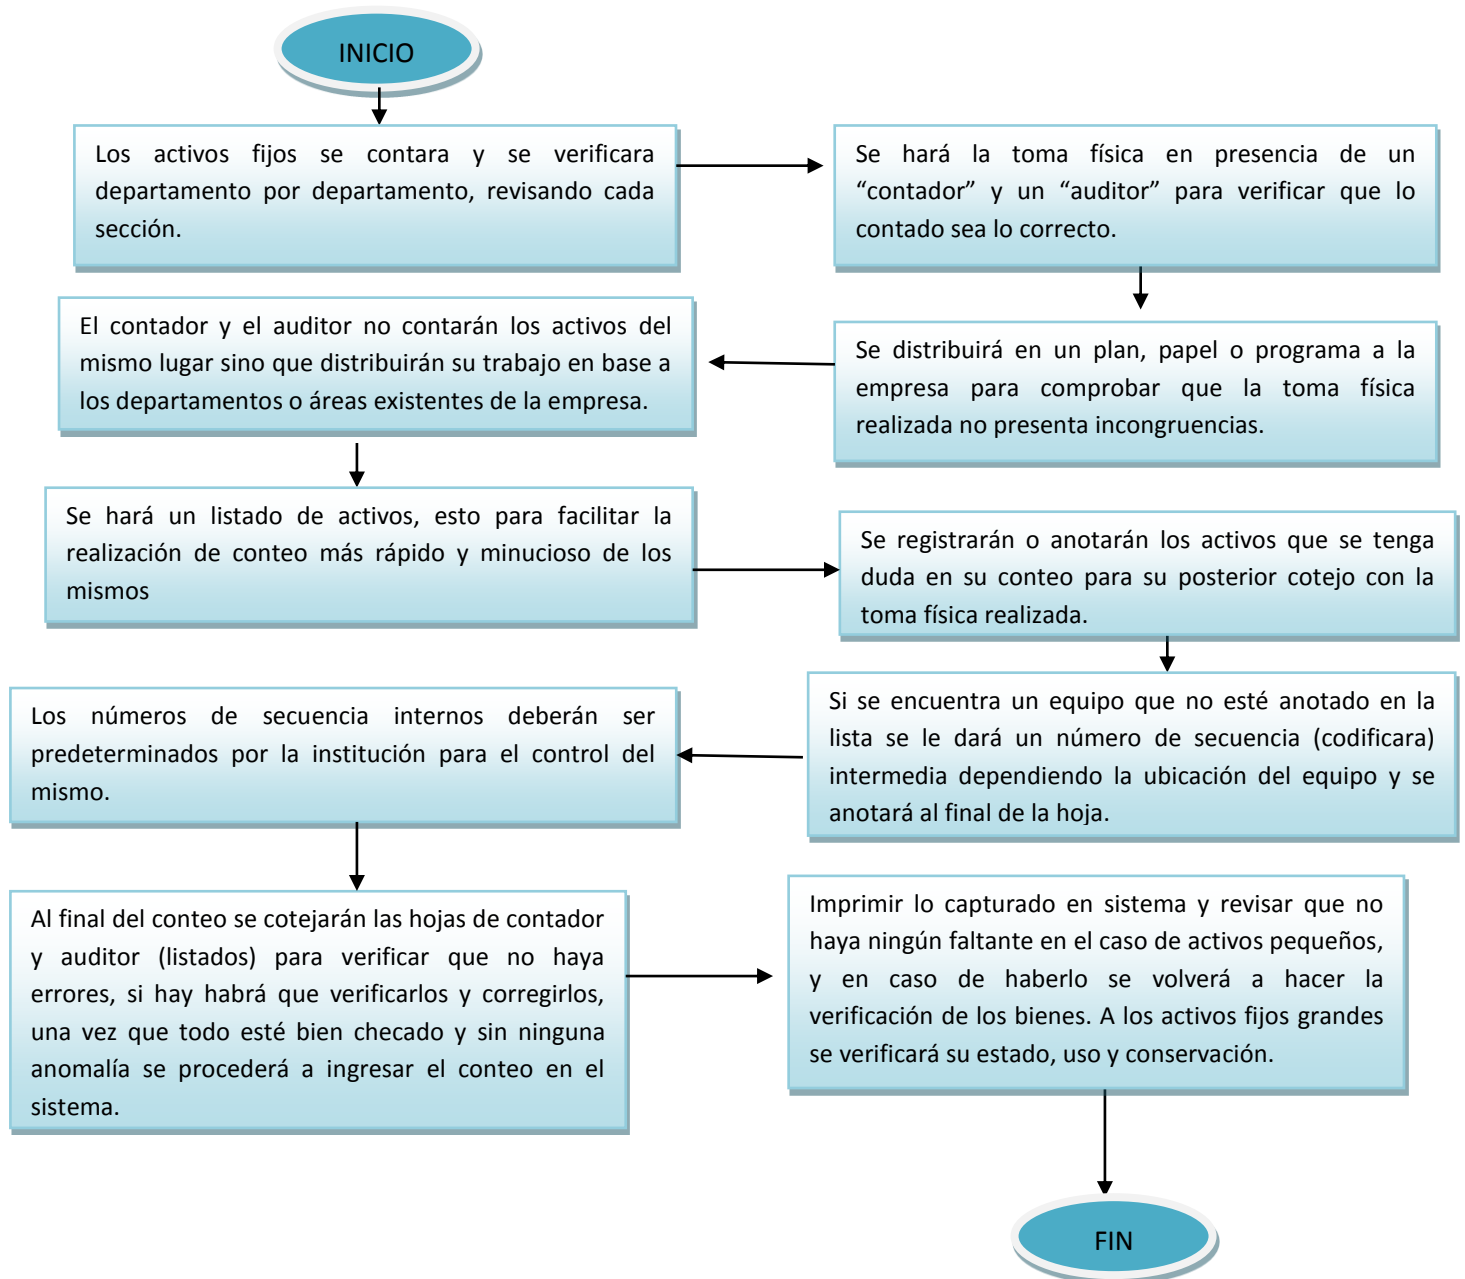 INICIO
Los activos fijos se contara y se verificara
departamento por departamento, revisando cada
sección.
Se hará la toma física en presencia de un
“contador” y un “auditor” para verificar que lo
contado sea lo correcto.
Se distribuirá en un plan, papel o programa a la
empresa para comprobar que la toma física
realizada no presenta incongruencias.
El contador y el auditor no contarán los activos del
mismo lugar sino que distribuirán su trabajo en base a
los departamentos o áreas existentes de la empresa.
Se hará un listado de activos, esto para facilitar la
realización de conteo más rápido y minucioso de los
mismos
Se registrarán o anotarán los activos que se tenga
duda en su conteo para su posterior cotejo con la
toma física realizada.
Si se encuentra un equipo que no esté anotado en la
lista se le dará un número de secuencia (codificara)
intermedia dependiendo la ubicación del equipo y se
anotará al final de la hoja.
Los números de secuencia internos deberán ser
predeterminados por la institución para el control del
mismo.
Al final del conteo se cotejarán las hojas de contador
y auditor (listados) para verificar que no haya
errores, si hay habrá que verificarlos y corregirlos,
una vez que todo esté bien checado y sin ninguna
anomalía se procederá a ingresar el conteo en el
sistema.
Imprimir lo capturado en sistema y revisar que no
haya ningún faltante en el caso de activos pequeños,
y en caso de haberlo se volverá a hacer la
verificación de los bienes. A los activos fijos grandes
se verificará su estado, uso y conservación.
FIN